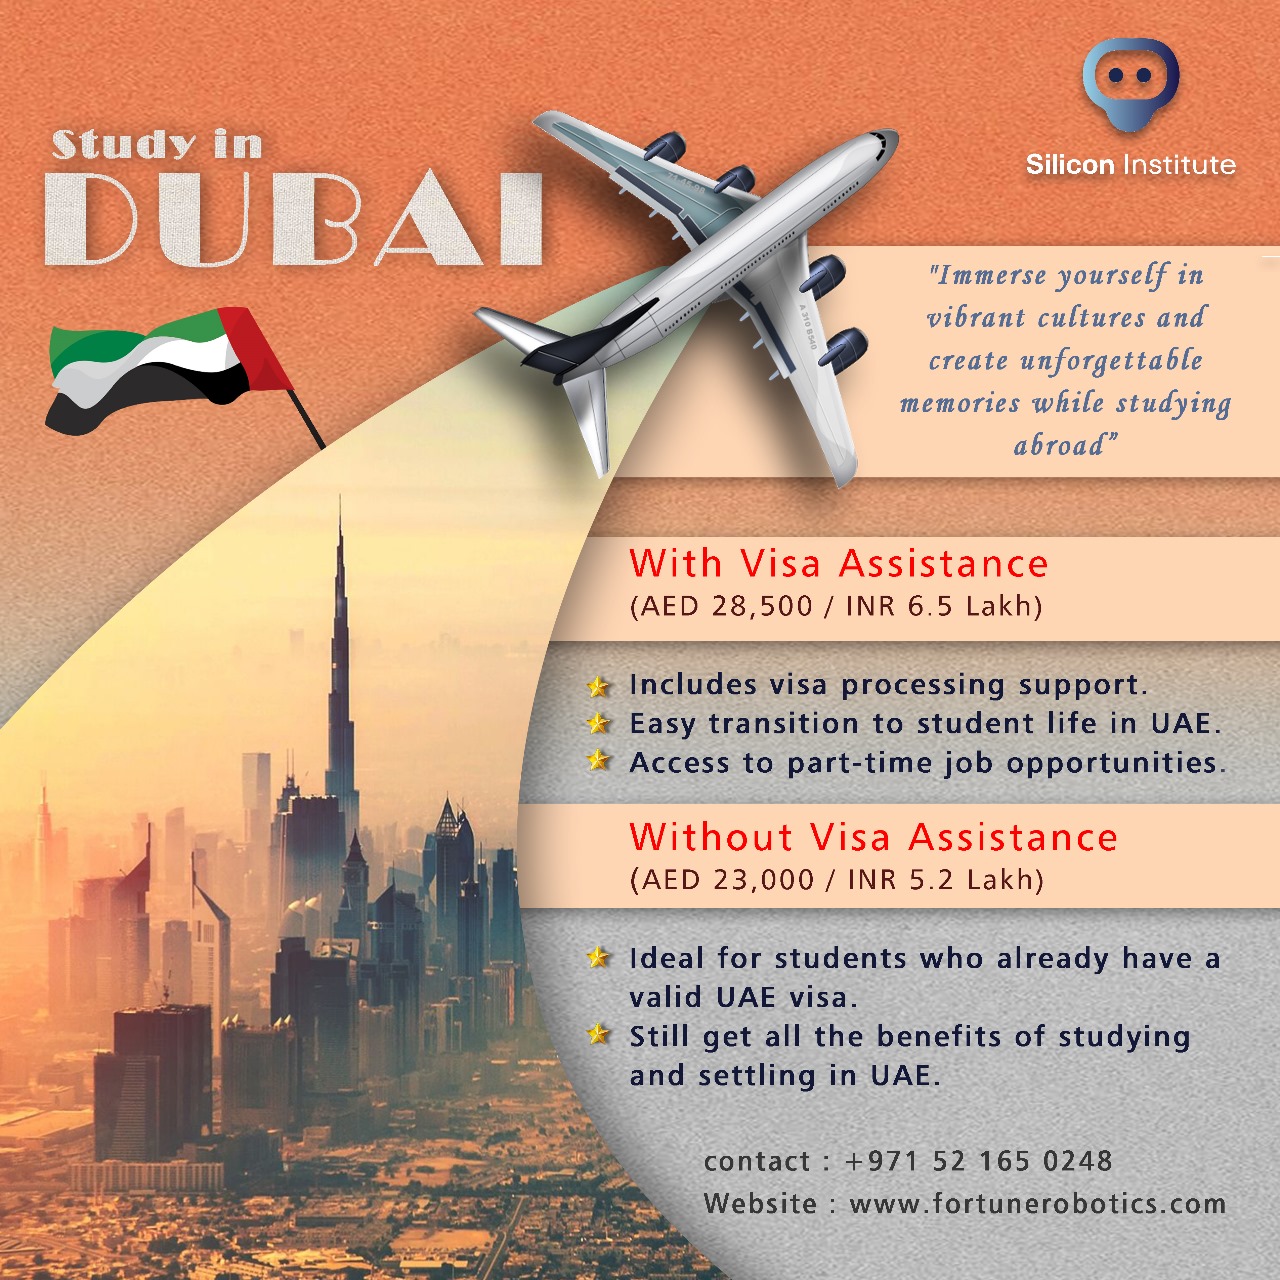 Study in
DUBAI
Silicon Institute
"Immerse yourself in
vibrant cultures and
create unforgettable
memories while studying
abroad”
With Visa Assistance
(AED 28,500 / INR 6.5 Lakh)
Includes visa processing support.
Easy transition to student life in UAE.
Access to part-time job opportunities.
Without Visa Assistance
(AED 23,000 / INR 5.2 Lakh)
Ideal for students who already have a
valid UAE visa.
Still get all the benefits of studying
and settling in UAE.
contact : +971 52 165 0248
Website : www.fortunerobotics.com